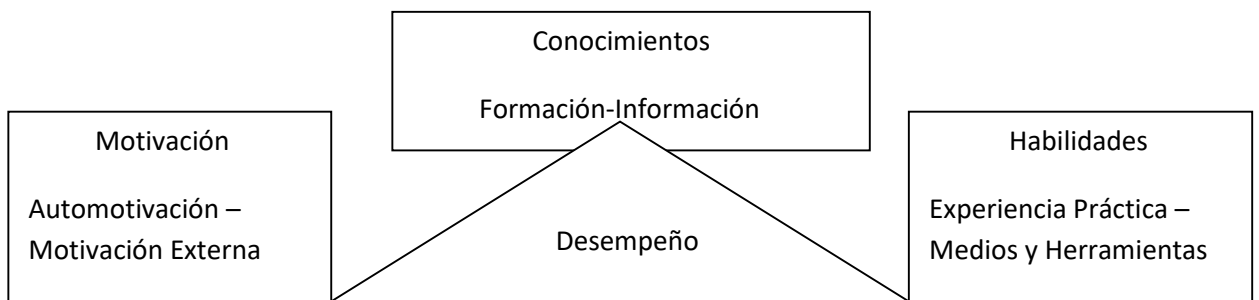 Conocimientos
Formación-Información
Motivación
Automotivación –
Motivación Externa
Desempeño
Habilidades
Experiencia Práctica –
Medios y Herramientas